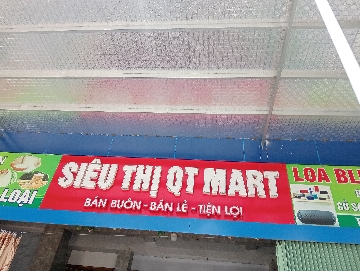 SIÊU THỊ QT MART
BÁN BUÔN - BÁN LẺ - TIỆN LỢI
LOẠI
LOA BL